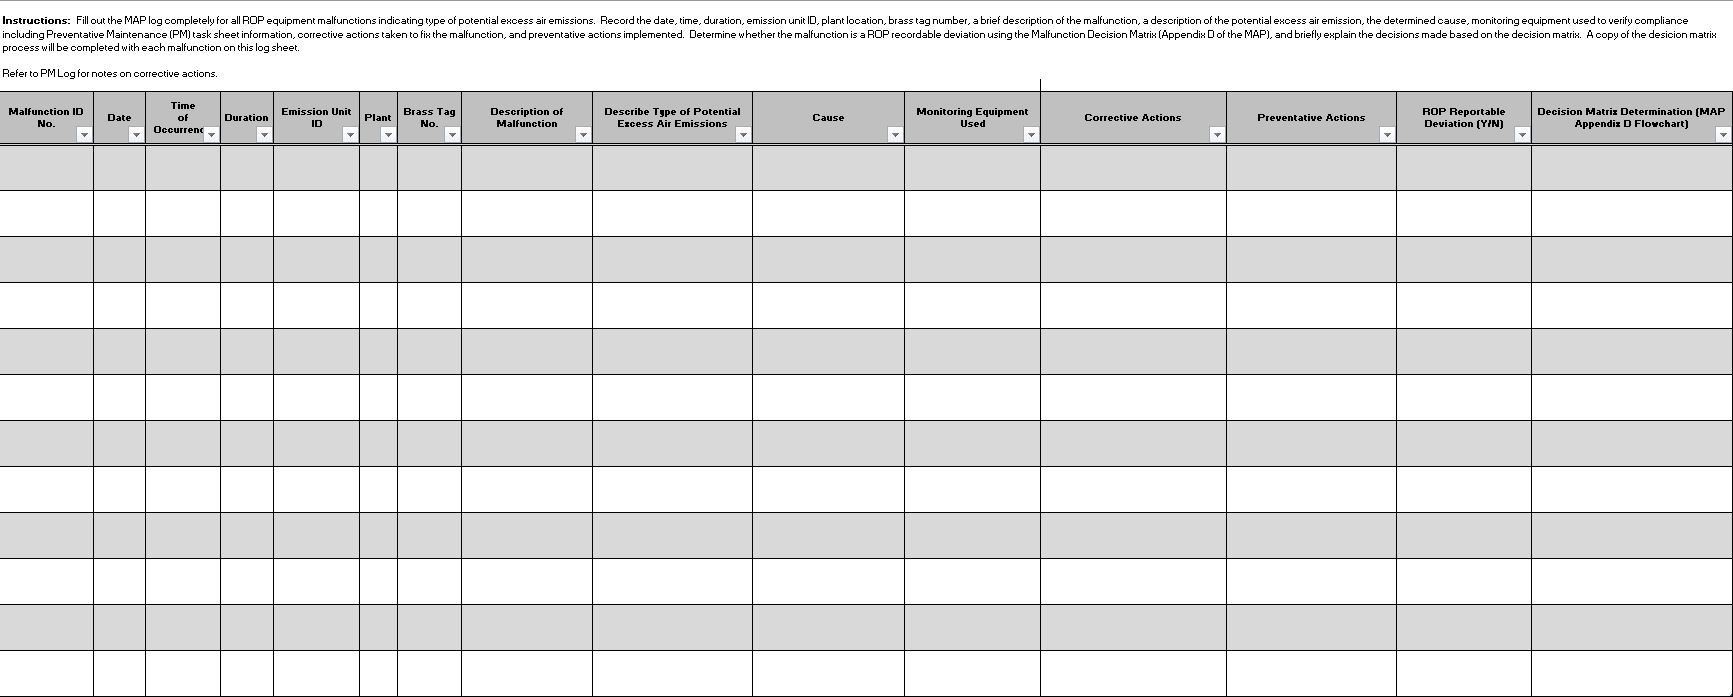 Instructions: Fill out the MAP log completely for all ROP equipment malfunctions indicating type of potential excess air emissions. Record the date, time, duration, emission unit ID, plant location, brass tag number, a brief description of the malfunction, a description of the potential excess air emission, the determined cause, monitoring equipment used to verify compliance
including Preventative Maintenance (PM) task sheet information, corrective actions taken to fix the malfunction, and preventative actions implemented. Determine whether the malfunction is a ROP recordable deviation using the Malfunction Decision Matrix (Appendix D of the MAP), and briefly explain the decisions made based on the decision matrix. A copy of the desicion matrix
process will be completed with each malfunction on this log sheet.
Refer to PM Log for notes on corrective actions.
Malfunction ID
No.
Date
Time
of
Occurrenc
Duration
Emission Unit
ID
Plant
Brass Tag
No.
Description of
Malfunction
Describe Type of Potential
Excess Air Emissions
Cause
Monitoring Equipment
Used
Corrective Actions
Preventative Actions
ROP Reportable
Deviation (Y/N)
Decision Matrix Determination (MAP
Appendix D Flowchart)